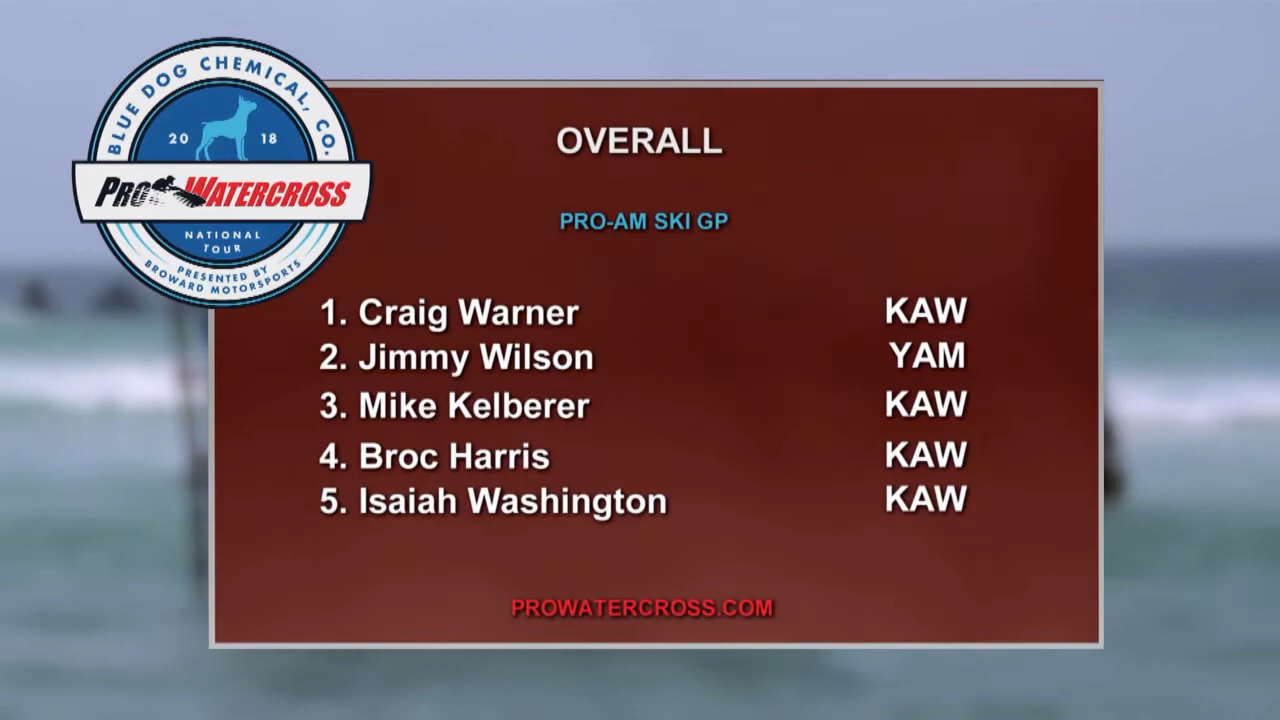 BLUE DOG CHEMICAL, CO.
20 18
PRO WATERCROSS
NATIONAL
TOUR
PRESENTED BY
BROWARD MOTORSPORTS
OVERALL
PRO-AM SKI GP
1. Craig Warner KAW
2. Jimmy Wilson YAM
3. Mike Kelberer KAW
4. Broc Harris KAW
5. Isaiah Washington KAW
PROWATERCROSS.COM